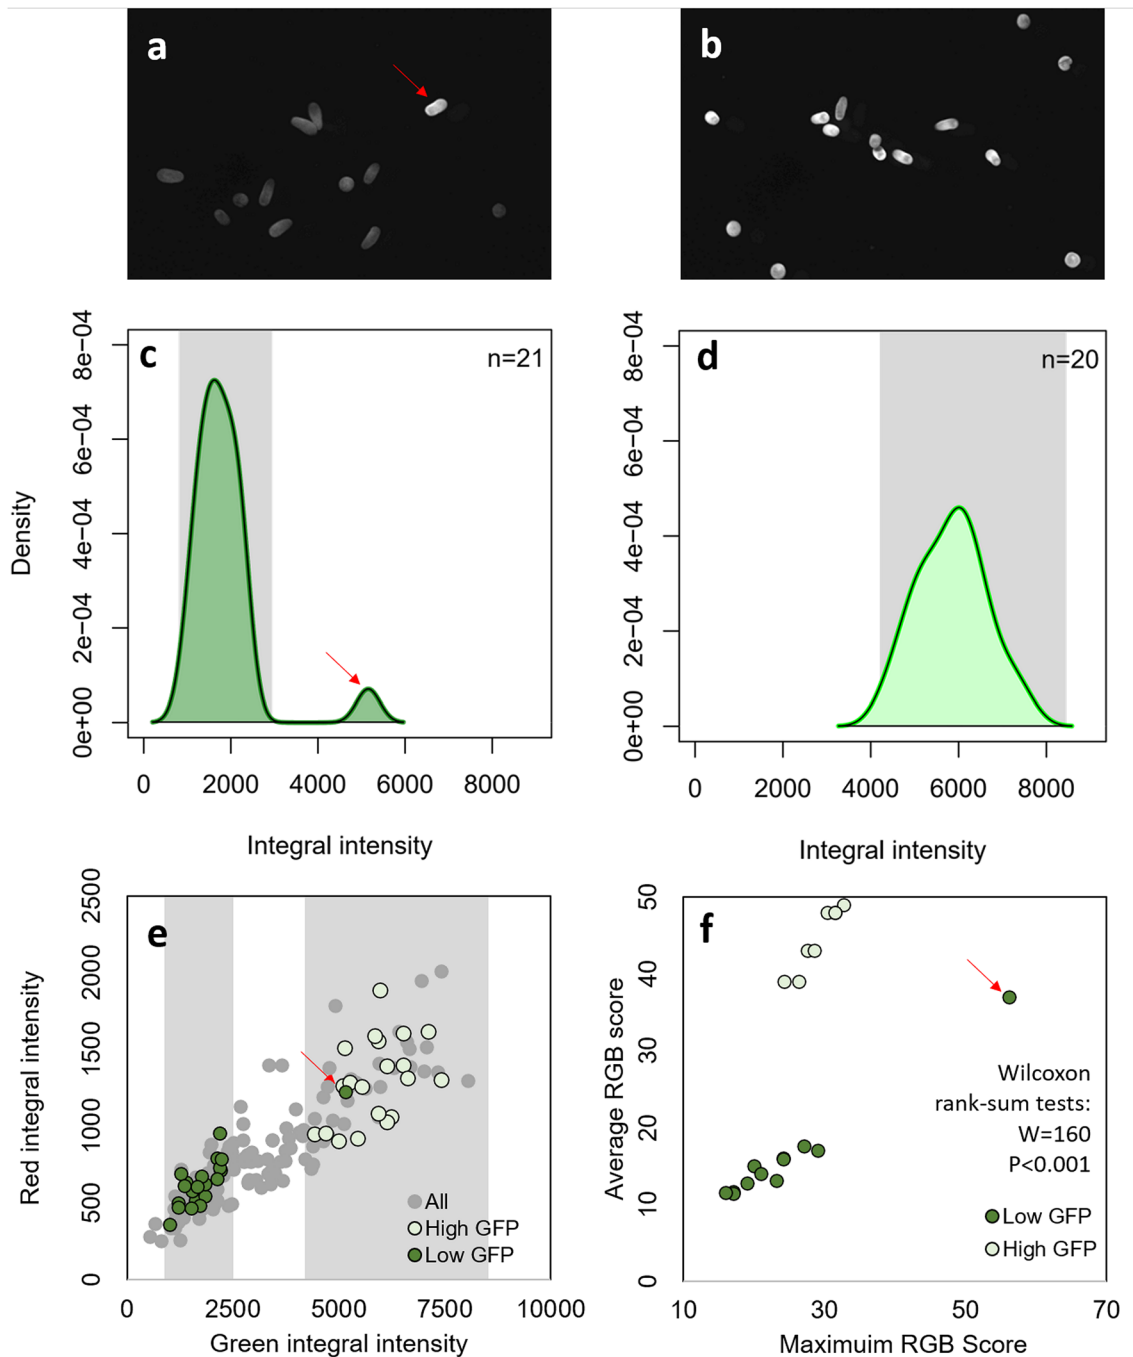 a
b
c
n=21
Density
0e+00
2e−04
4e−04
6e−04
8e−04
0
2000
4000
6000
8000
Integral intensity
d
n=20
0e+00
2e−04
4e−04
6e−04
8e−04
0
2000
4000
6000
8000
Integral intensity
e
Red integral intensity
0
500
1000
1500
2000
2500
All
High GFP
Low GFP
0
2500
5000
7500
10000
Green integral intensity
f
Average RGB score
0
10
20
30
40
50
Wilcoxon
rank-sum tests:
W=160
P<0.001
Low GFP
High GFP
10
30
50
70
Maximuim RGB Score